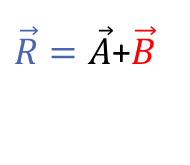 R⃗ = A⃗+B⃗